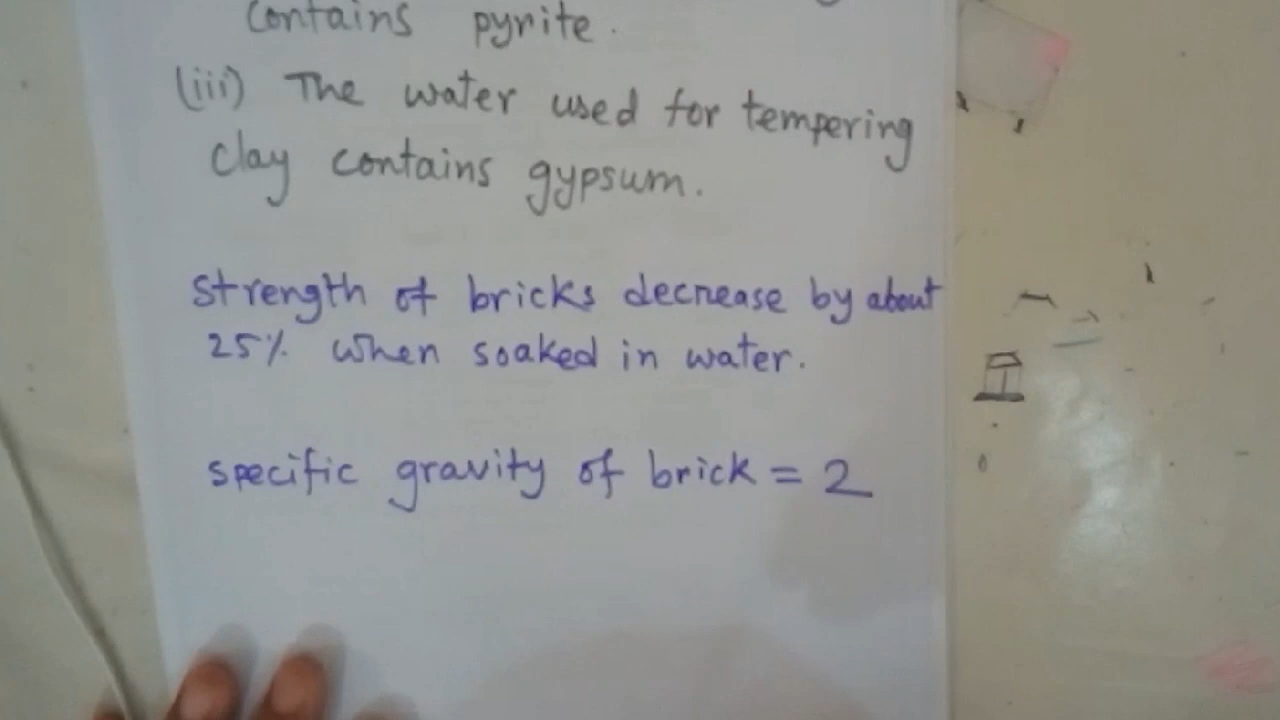 contains pyrite.
(iii) The water used for tempering
clay contains gypsum.
strength of bricks decrease by about
25% when soaked in water.
specific gravity of brick = 2